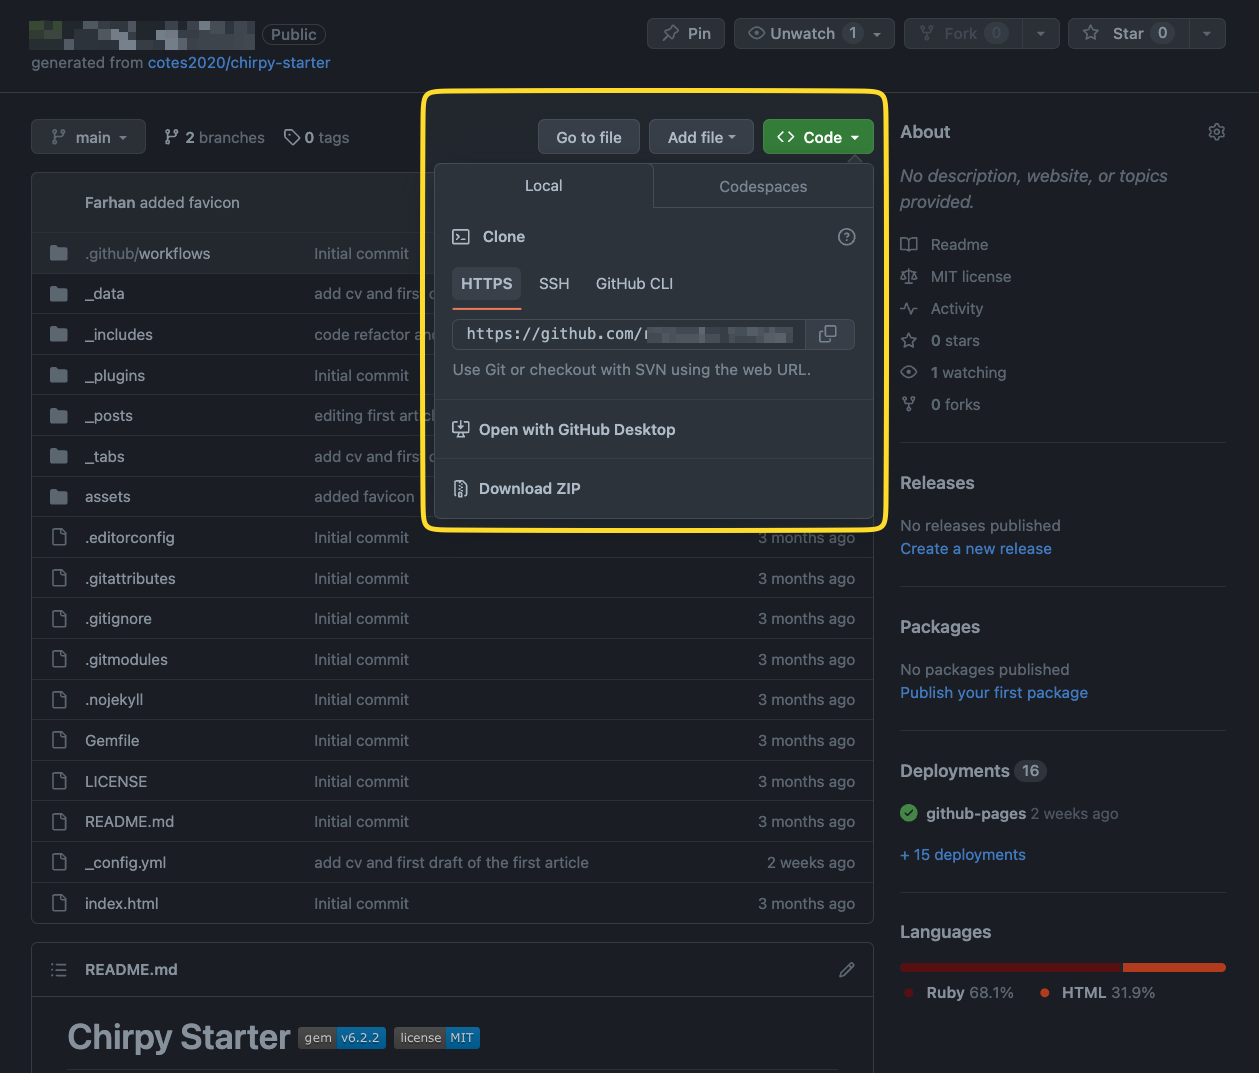 Public
Pin
Unwatch 1
Fork 0
Star 0
generated from cotes2020/chirpy-starter
main
2 branches
0 tags
Go to file
Add file
<> Code
Local
Codespaces
Clone
HTTPS
SSH
GitHub CLI
https://github.com/
Use Git or checkout with SVN using the web URL.
Open with GitHub Desktop
Download ZIP
Farhan added favicon
.github/workflows Initial commit
_data add cv and first
_includes code refactor
_plugins Initial commit
_posts editing first
_tabs add cv and first
assets added favicon
.editorconfig Initial commit 3 months ago
.gitattributes Initial commit 3 months ago
.gitignore Initial commit 3 months ago
.gitmodules Initial commit 3 months ago
.nojekyll Initial commit 3 months ago
Gemfile Initial commit 3 months ago
LICENSE Initial commit 3 months ago
README.md Initial commit 3 months ago
_config.yml add cv and first draft of the first article 2 weeks ago
index.html Initial commit 3 months ago
README.md
Chirpy Starter gem v6.2.2 license MIT
About
No description, website, or topics
provided.
Readme
MIT license
Activity
0 stars
1 watching
0 forks
Releases
No releases published
Create a new release
Packages
No packages published
Publish your first package
Deployments 16
github-pages 2 weeks ago
+ 15 deployments
Languages
Ruby 68.1%
HTML 31.9%